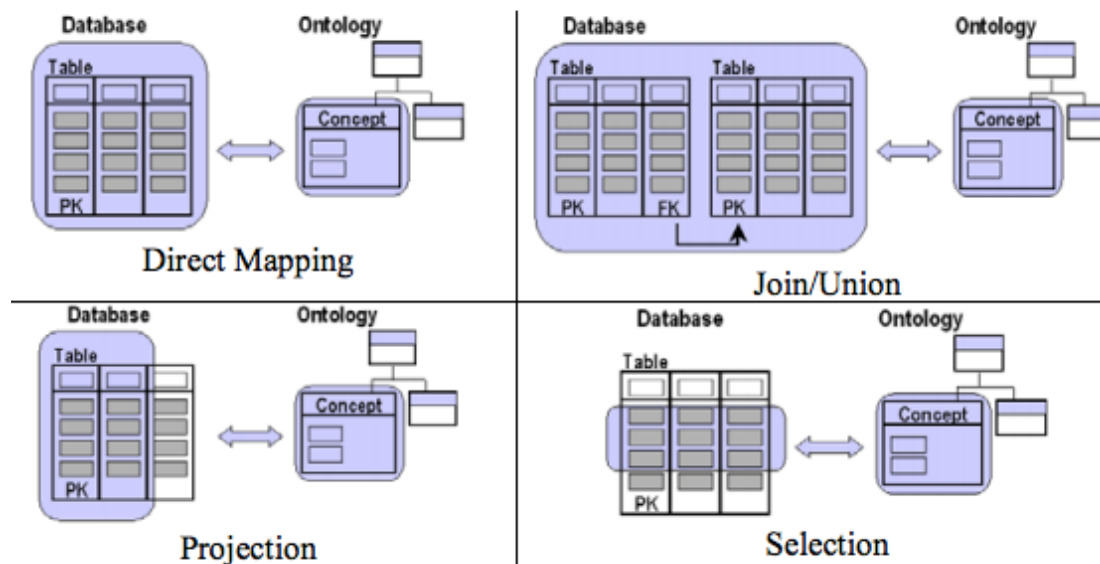 Database Ontology
Table
Concept
PK
Direct Mapping
Database Ontology
Table Table
Concept
PK FK PK
Join/Union
Database Ontology
Table
Concept
PK
Projection
Database Ontology
Table
Concept
PK
Selection